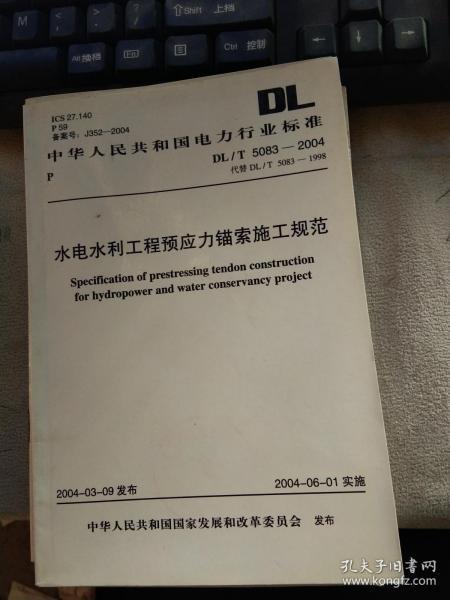 ⇧Shift 上档
Alt 换档
Fn
Ctrl 控制
↑
←
↓
→
ICS 27.140
P 59
备案号：J352—2004
DL
中华人民共和国电力行业标准
P
DL/T 5083—2004
代替 DL/T 5083—1998
水电水利工程预应力锚索施工规范
Specification of prestressing tendon construction
for hydropower and water conservancy project
2004-03-09 发布
2004-06-01 实施
中华人民共和国国家发展和改革委员会 发布
孔夫子旧书网
www.kongfz.com